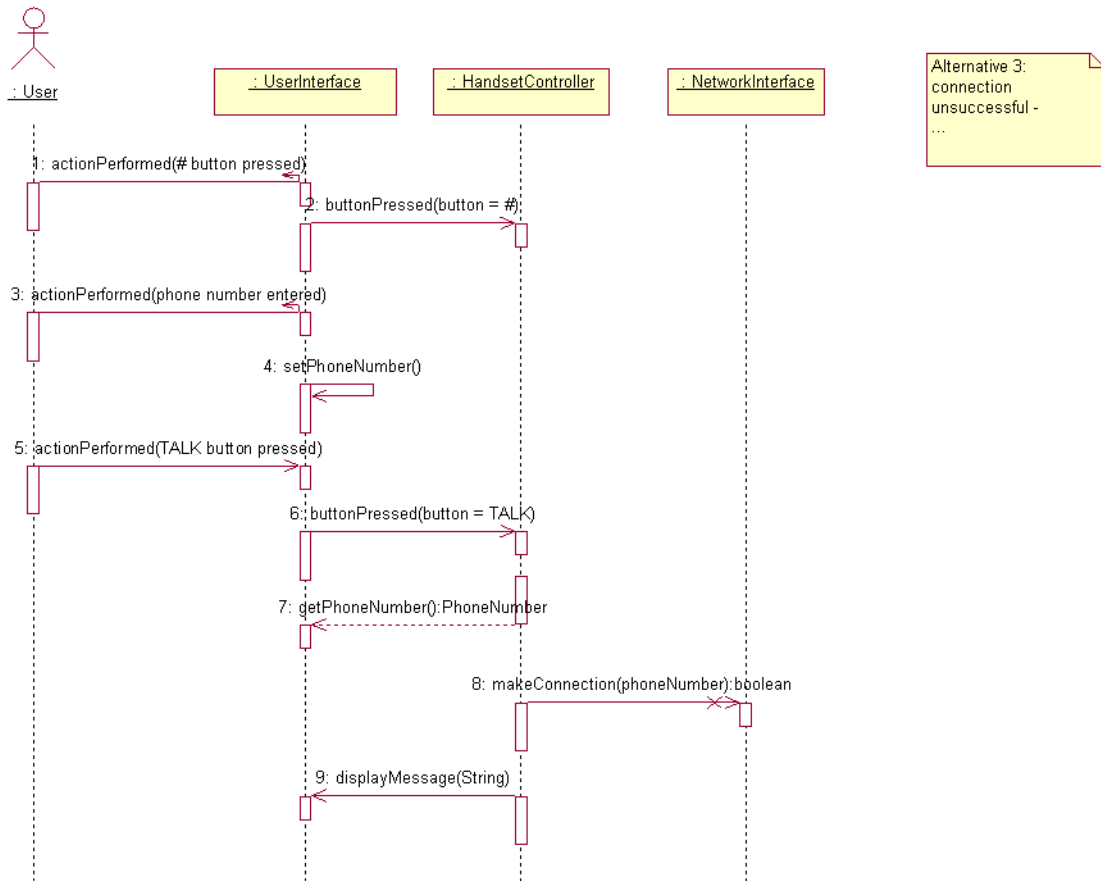 : User
: UserInterface
: HandsetController
: NetworkInterface
Alternative 3:
connection
unsuccessful -
...
1: actionPerformed(# button pressed)
2: buttonPressed(button = #)
3: actionPerformed(phone number entered)
4: setPhoneNumber()
5: actionPerformed(TALK button pressed)
6: buttonPressed(button = TALK)
7: getPhoneNumber():PhoneNumber
8: makeConnection(phoneNumber):boolean
9: displayMessage(String)